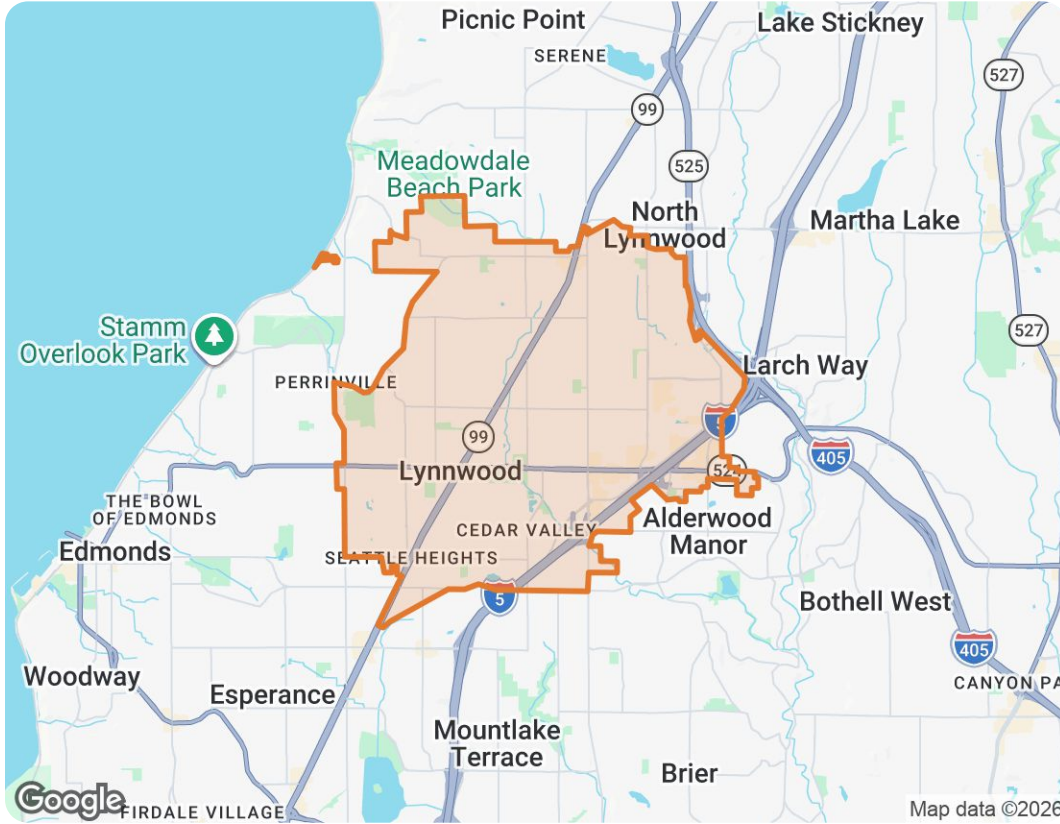 Picnic Point
Lake Stickney
SERENE
527
99
525
Meadowdale
Beach Park
North
Lynnwood
Martha Lake
Stamm
Overlook Park
527
PERRINVILLE
Larch Way
5
99
405
Lynnwood
524
THE BOWL
OF EDMONDS
CEDAR VALLEY
Alderwood
Manor
Edmonds
SEATTLE HEIGHTS
5
Bothell West
405
Woodway
Esperance
CANYON PA
Mountlake
Terrace
Brier
Google
FIRDALE VILLAGE
Map data ©2026